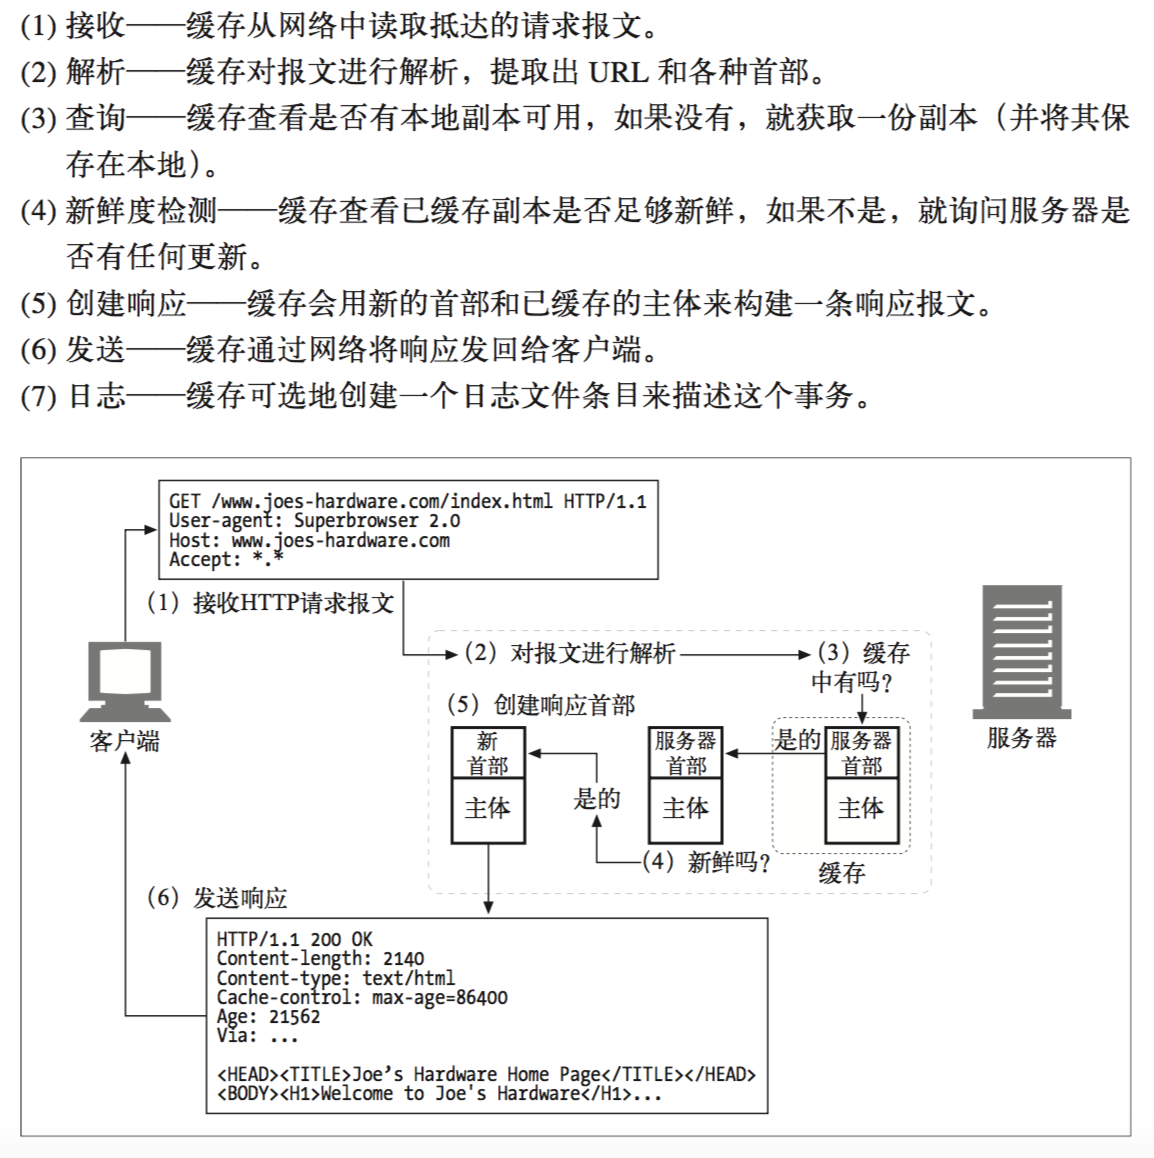 (1) 接收——缓存从网络中读取抵达的请求报文。
(2) 解析——缓存对报文进行解析，提取出 URL 和各种首部。
(3) 查询——缓存查看是否有本地副本可用，如果没有，就获取一份副本（并将其保
存在本地）。
(4) 新鲜度检测——缓存查看已缓存副本是否足够新鲜，如果不是，就询问服务器是
否有任何更新。
(5) 创建响应——缓存会用新的首部和已缓存的主体来构建一条响应报文。
(6) 发送——缓存通过网络将响应发回给客户端。
(7) 日志——缓存可选地创建一个日志文件条目来描述这个事务。
GET /www.joes-hardware.com/index.html HTTP/1.1
User-agent: Superbrowser 2.0
Host: www.joes-hardware.com
Accept: *.*
（1）接收HTTP请求报文
（2）对报文进行解析
（3）缓存
中有吗？
（5）创建响应首部
客户端
服务器
新
首部
主体
是的
服务器
首部
主体
是的
服务器
首部
主体
（4）新鲜吗？
缓存
（6）发送响应
HTTP/1.1 200 OK
Content-length: 2140
Content-type: text/html
Cache-control: max-age=86400
Age: 21562
Via: ...
<HEAD><TITLE>Joe’s Hardware Home Page</TITLE></HEAD>
<BODY><H1>Welcome to Joe's Hardware</H1>...